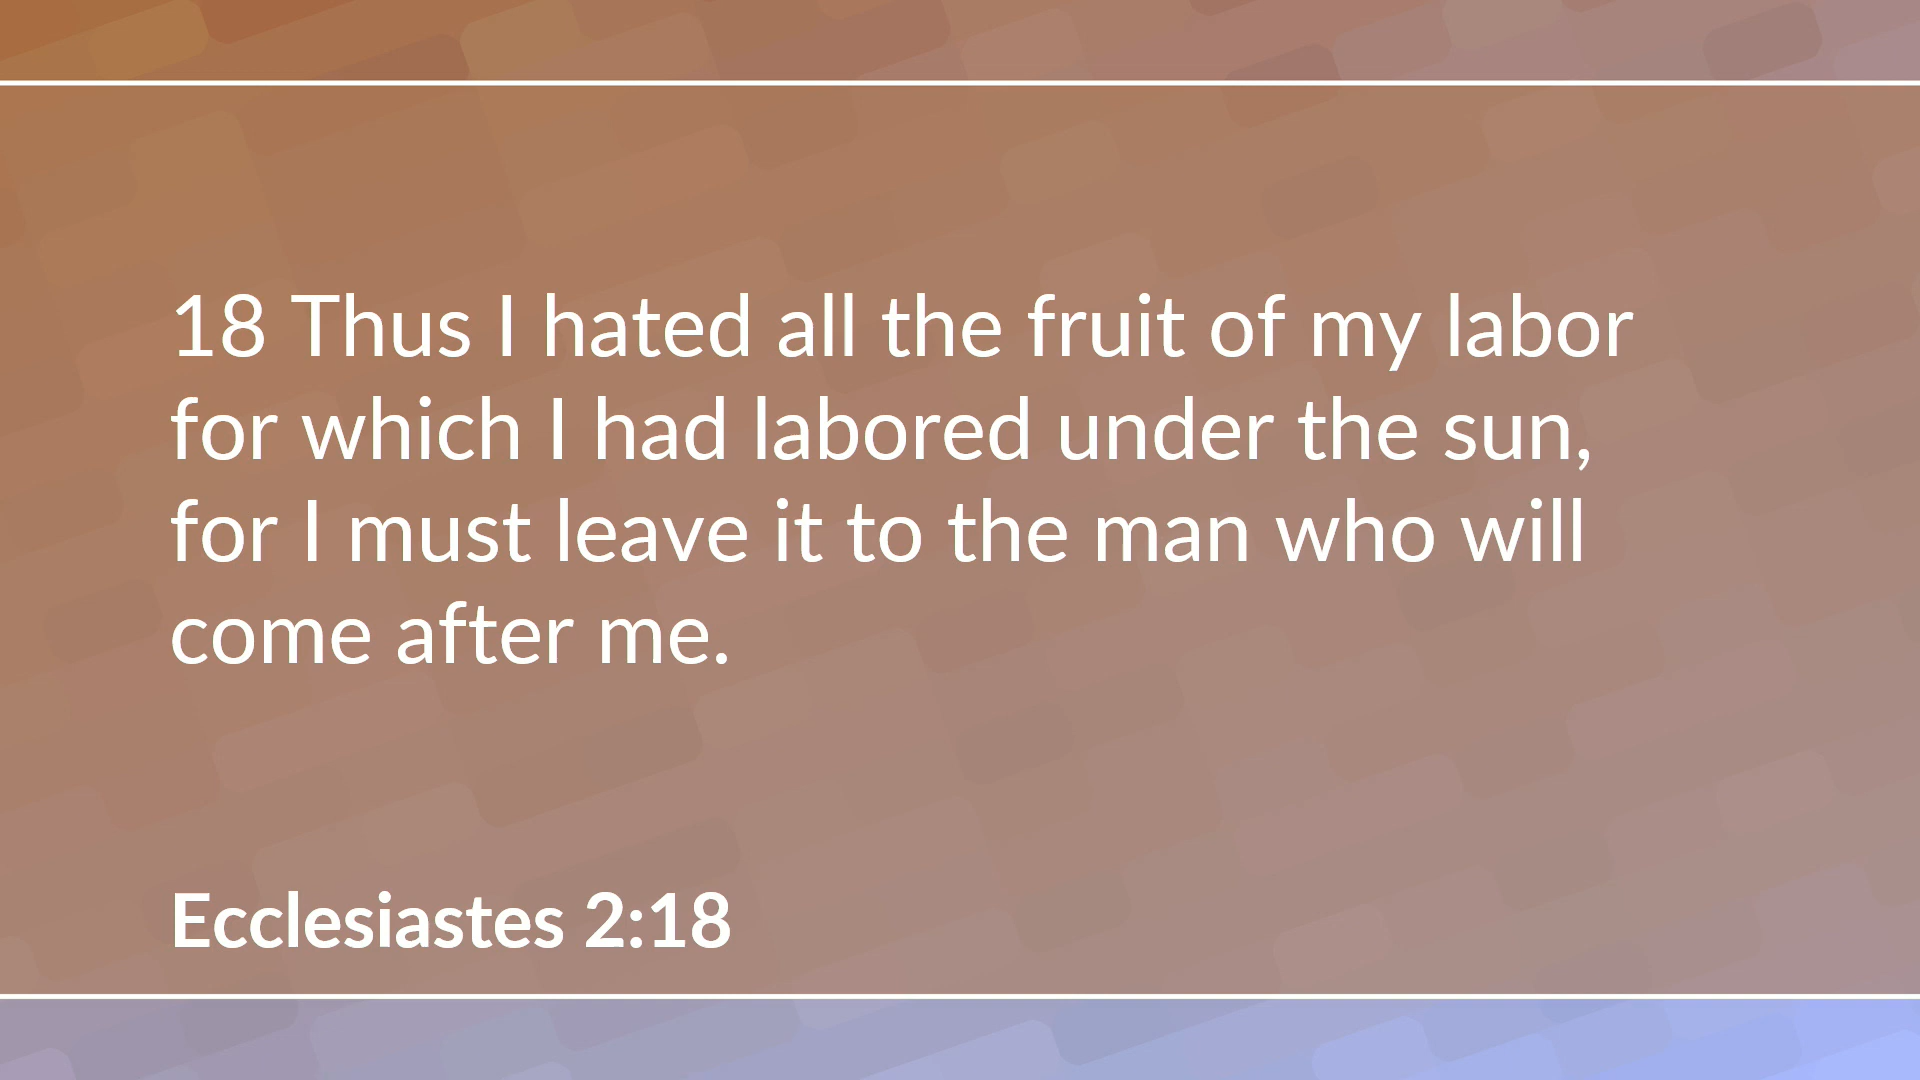 18 Thus I hated all the fruit of my labor
for which I had labored under the sun,
for I must leave it to the man who will
come after me.
Ecclesiastes 2:18